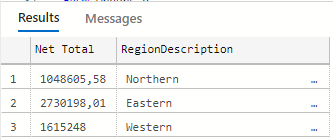 Results Messages
Net Total RegionDescription
1 1048605,58 Northern ...
2 2730198,01 Eastern ...
3 1615248 Western ...